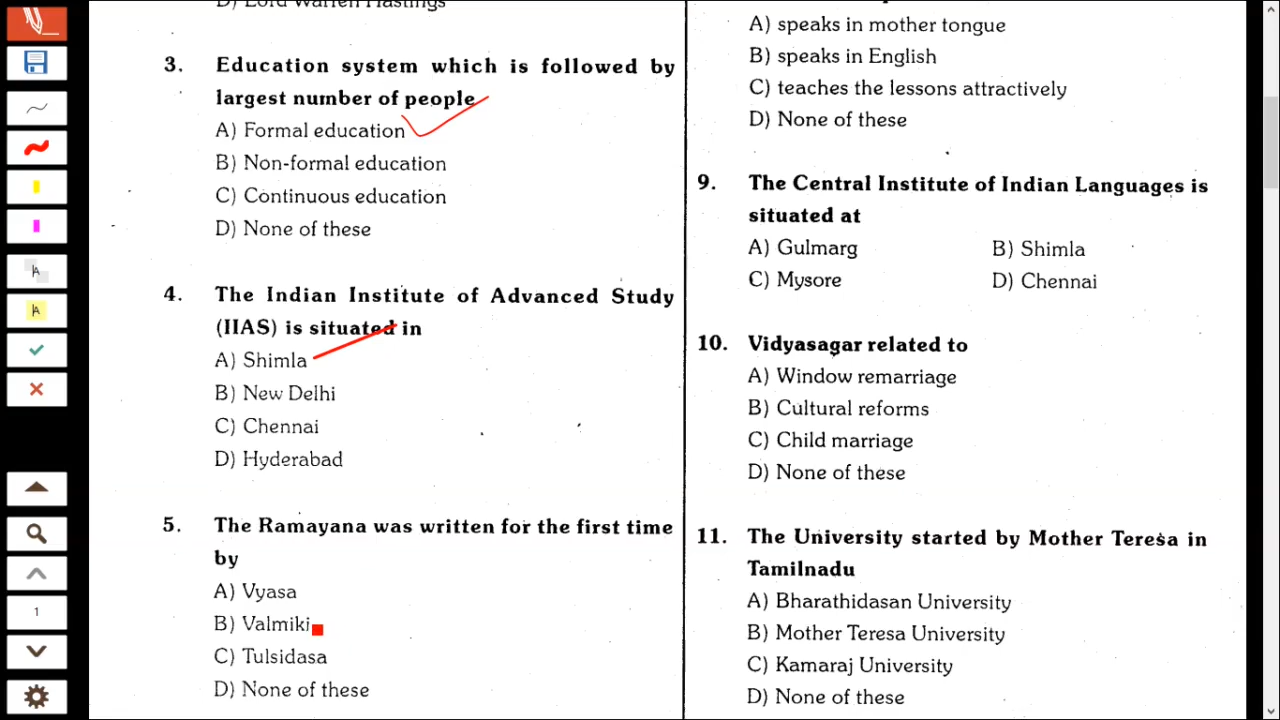 D) Lord Warren Hastings
3. Education system which is followed by
largest number of people
A) Formal education
B) Non-formal education
C) Continuous education
D) None of these
4. The Indian Institute of Advanced Study
(IIAS) is situated in
A) Shimla
B) New Delhi
C) Chennai
D) Hyderabad
5. The Ramayana was written for the first time
by
A) Vyasa
B) Valmiki
C) Tulsidasa
D) None of these
A) speaks in mother tongue
B) speaks in English
C) teaches the lessons attractively
D) None of these
9. The Central Institute of Indian Languages is
situated at
A) Gulmarg B) Shimla
C) Mysore D) Chennai
10. Vidyasagar related to
A) Window remarriage
B) Cultural reforms
C) Child marriage
D) None of these
11. The University started by Mother Teresa in
Tamilnadu
A) Bharathidasan University
B) Mother Teresa University
C) Kamaraj University
D) None of these
A
A
1